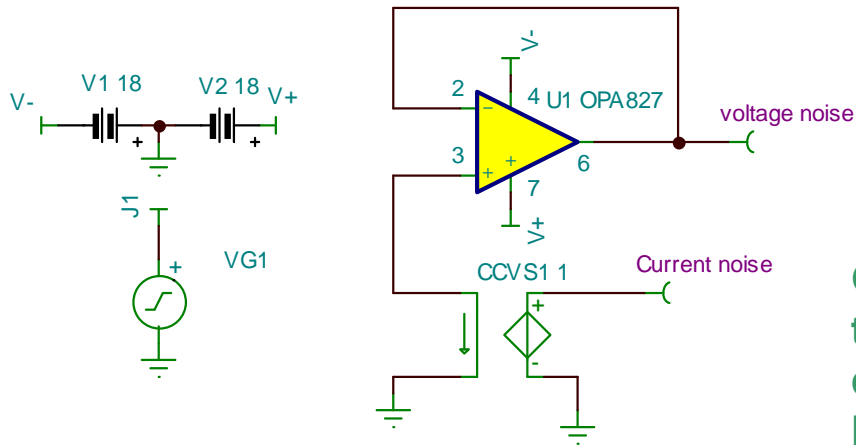 V1 18
V2 18
V-
V+
+
+
J1
+
VG1
V-
2
4
U1 OPA827
voltage noise
3
6
7
V+
CCVS1 1
Current noise
+
-